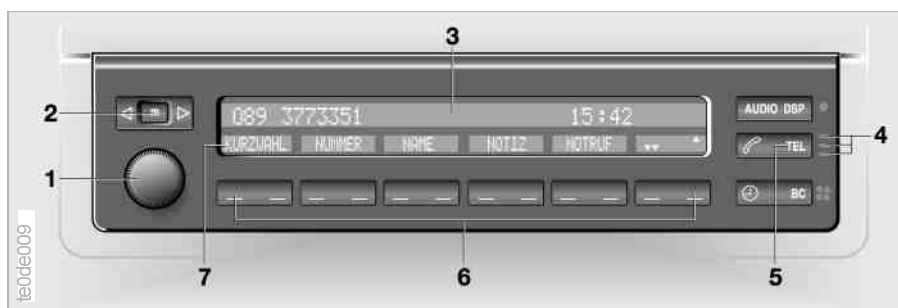 3
089 3773351 15:42
AUDIO DSP
2
m
4
KURZWAHL NUMMER NAME NOTIZ NOTRUF
TEL
1
BC
7
6
5
te0de009